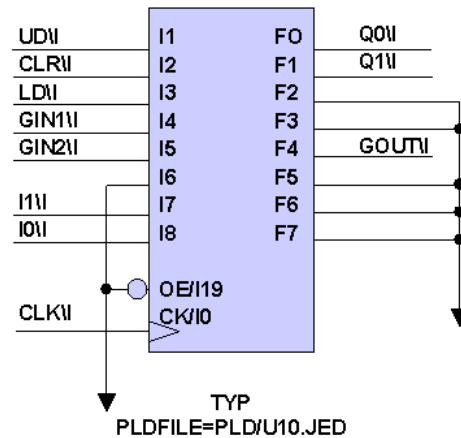 UD\I I1 FO Q0\I
CLR\I I2 F1 Q1\I
LD\I I3 F2
GIN1\I I4 F3
GIN2\I I5 F4 GOUT\I
I6 F5
I1\I I7 F6
I0\I I8 F7
OE/I19
CLK\I CK/I0
TYP
PLDFILE=PLD/U10.JED